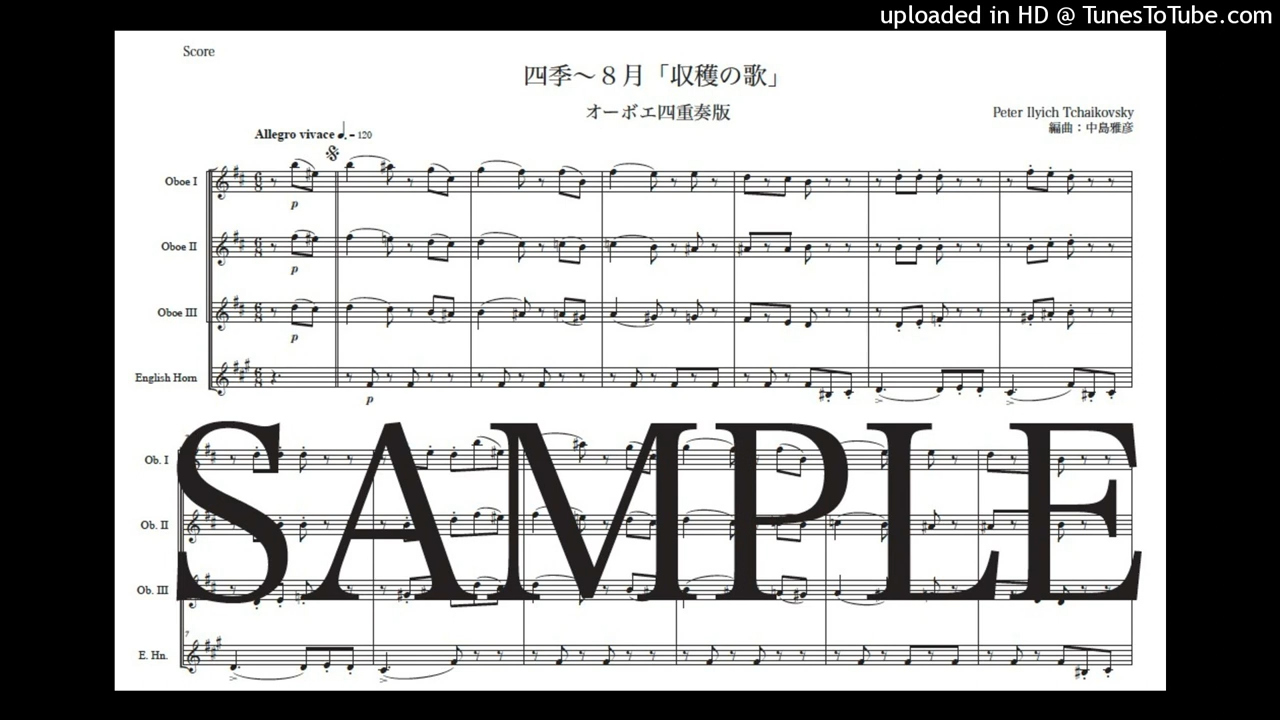 uploaded in HD @ TunesToTube.com
Score
四季～８月「収穫の歌」
オーボエ四重奏版
Peter Ilyich Tchaikovsky
編曲：中島雅彦
Allegro vivace ♩. = 120
Oboe I
p
Oboe II
p
Oboe III
p
English Horn
p
SAMPLE
Ob. I
Ob. II
Ob. III
7
E. Hn.